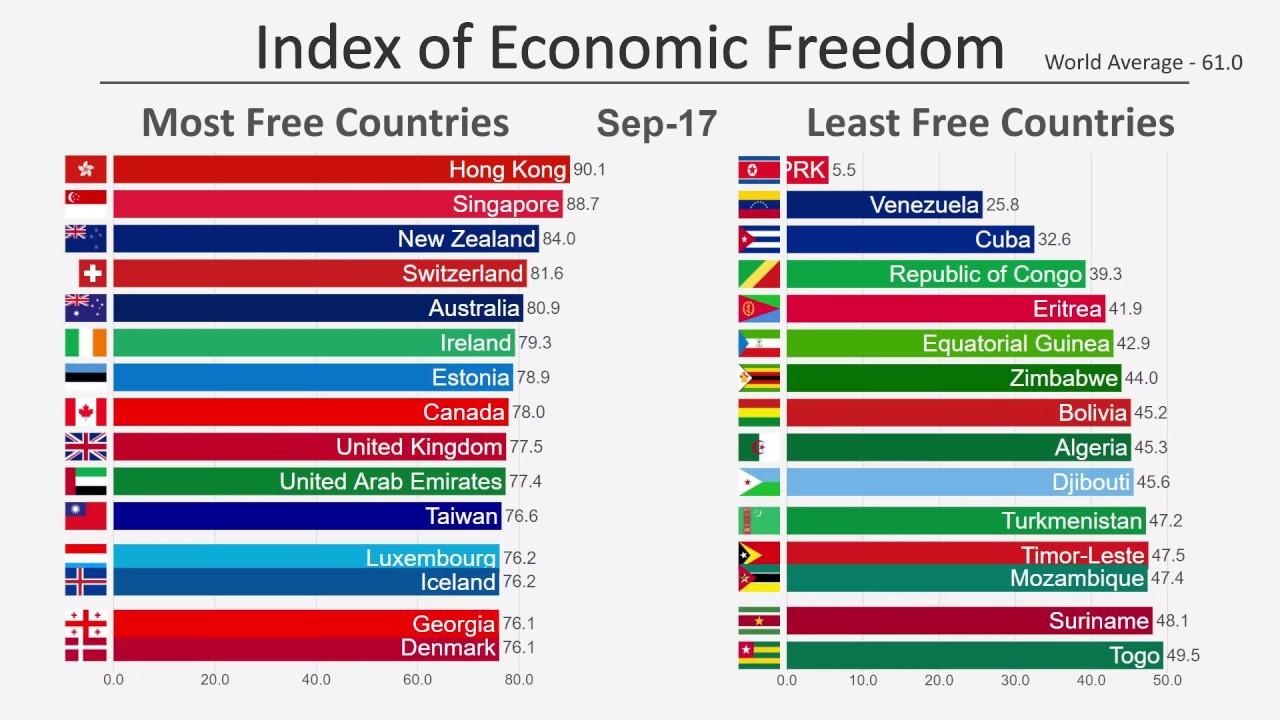 Index of Economic Freedom
World Average - 61.0
Most Free Countries
Sep-17
Least Free Countries
Hong Kong 90.1
Singapore 88.7
New Zealand 84.0
Switzerland 81.6
Australia 80.9
Ireland 79.3
Estonia 78.9
Canada 78.0
United Kingdom 77.5
United Arab Emirates 77.4
Taiwan 76.6
Luxembourg 76.2
Iceland 76.2
Georgia 76.1
Denmark 76.1
0.0 20.0 40.0 60.0 80.0
PRK 5.5
Venezuela 25.8
Cuba 32.6
Republic of Congo 39.3
Eritrea 41.9
Equatorial Guinea 42.9
Zimbabwe 44.0
Bolivia 45.2
Algeria 45.3
Djibouti 45.6
Turkmenistan 47.2
Timor-Leste 47.5
Mozambique 47.4
Suriname 48.1
Togo 49.5
0.0 10.0 20.0 30.0 40.0 50.0